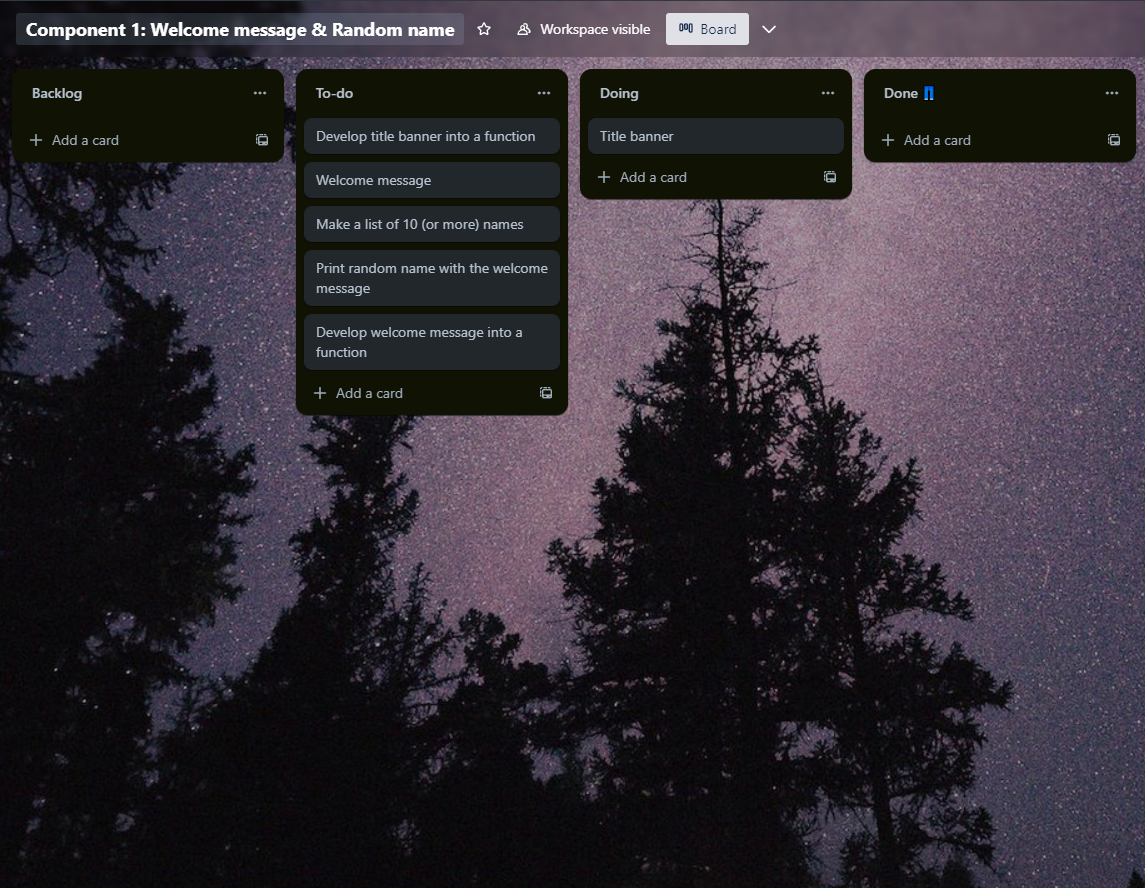 Component 1: Welcome message & Random name
Workspace visible
Board
Backlog
Add a card
To-do
Develop title banner into a function
Welcome message
Make a list of 10 (or more) names
Print random name with the welcome
message
Develop welcome message into a
function
Add a card
Doing
Title banner
Add a card
Done 👖
Add a card